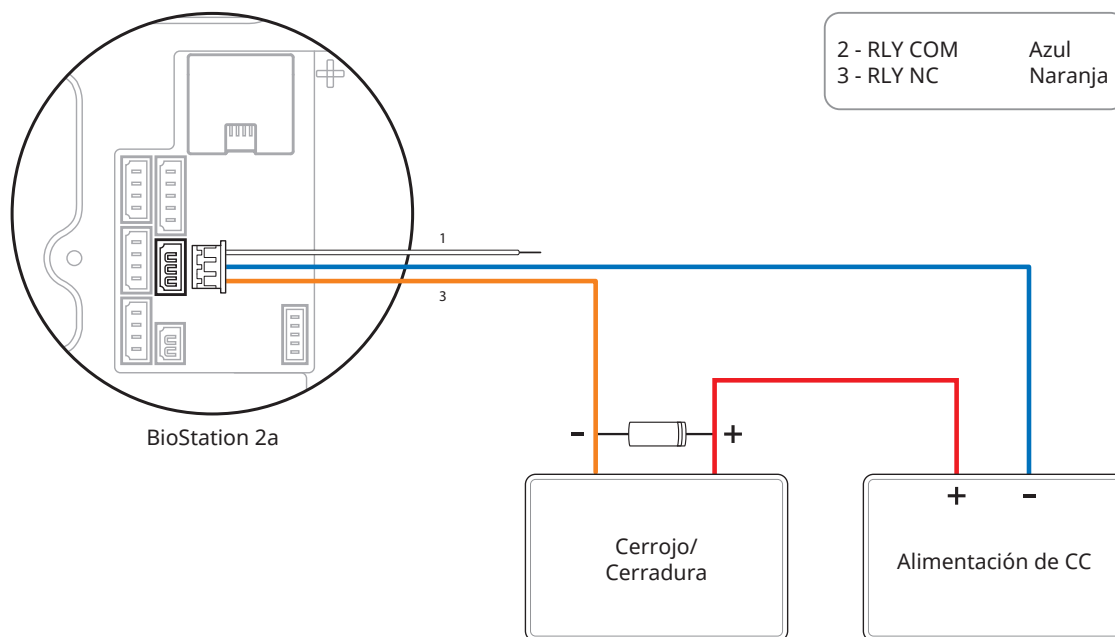 2 - RLY COM Azul
3 - RLY NC Naranja
1
3
BioStation 2a
- +
+ -
Cerrojo/
Cerradura
Alimentación de CC